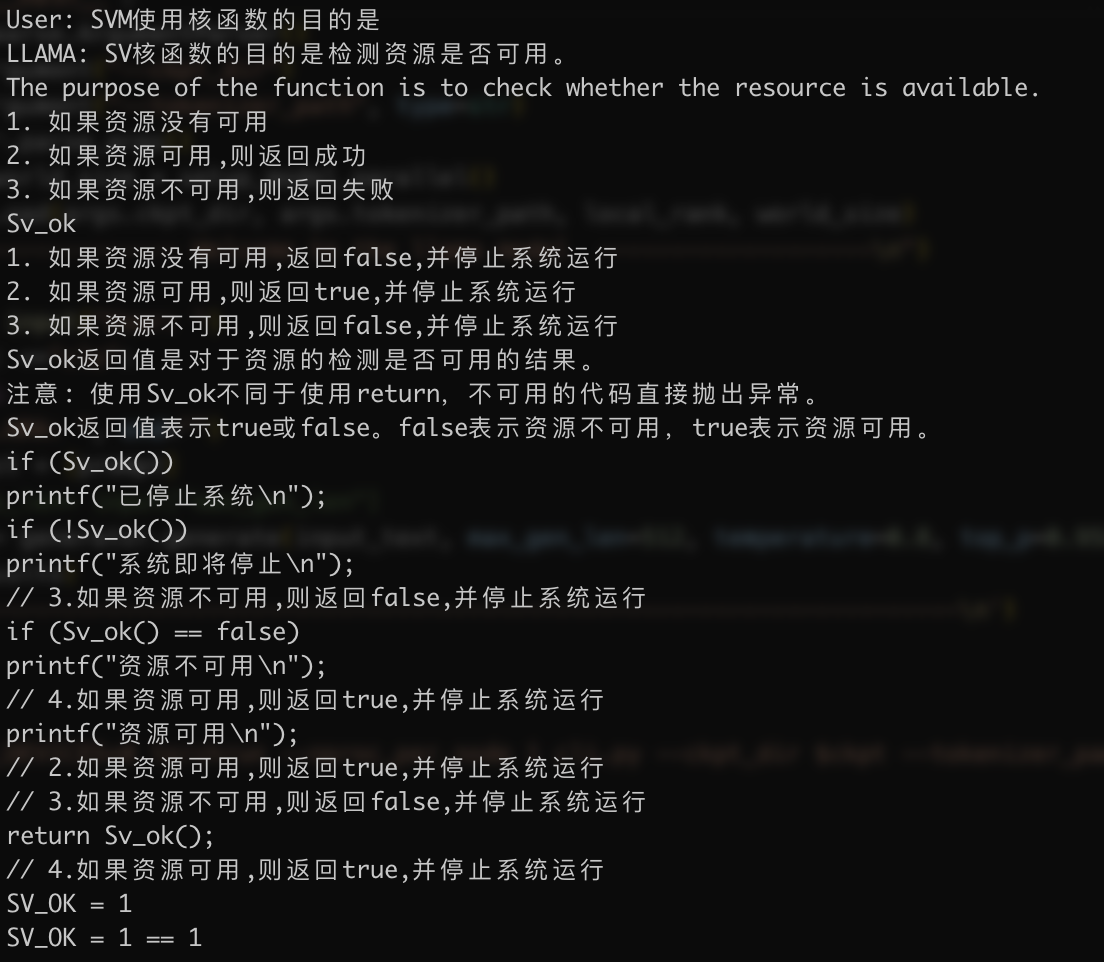 User: SVM使用核函数的目的是
LLAMA: SV核函数的目的是检测资源是否可用。
The purpose of the function is to check whether the resource is available.
1. 如果资源没有可用
2. 如果资源可用,则返回成功
3. 如果资源不可用,则返回失败
Sv_ok
1. 如果资源没有可用,返回false,并停止系统运行
2. 如果资源可用,则返回true,并停止系统运行
3. 如果资源不可用,则返回false,并停止系统运行
Sv_ok返回值是对于资源的检测是否可用的结果。
注意: 使用Sv_ok不同于使用return, 不可用的代码直接抛出异常。
Sv_ok返回值表示true或false。false表示资源不可用, true表示资源可用。
if (Sv_ok())
printf("已停止系统\n");
if (!Sv_ok())
printf("系统即将停止\n");
// 3.如果资源不可用,则返回false,并停止系统运行
if (Sv_ok() == false)
printf("资源不可用\n");
// 4.如果资源可用,则返回true,并停止系统运行
printf("资源可用\n");
// 2.如果资源可用,则返回true,并停止系统运行
// 3.如果资源不可用,则返回false,并停止系统运行
return Sv_ok();
// 4.如果资源可用,则返回true,并停止系统运行
SV_OK = 1
SV_OK = 1 == 1